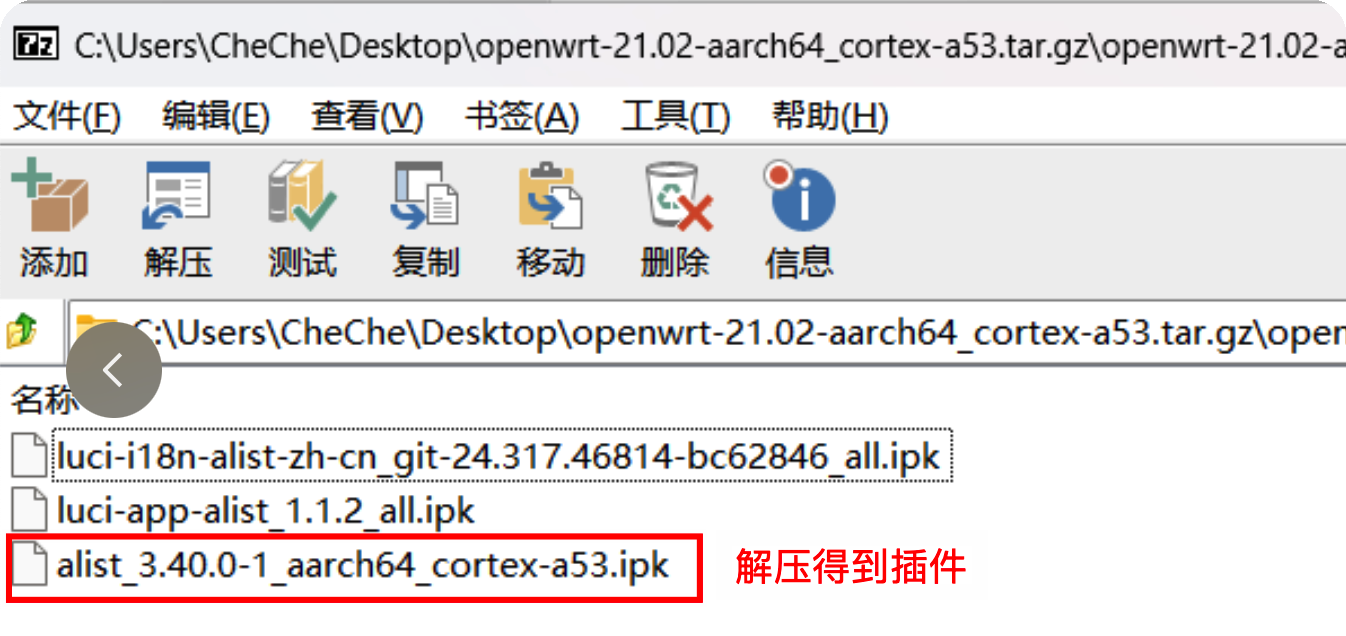 7z C:\Users\CheChe\Desktop\openwrt-21.02-aarch64_cortex-a53.tar.gz\openwrt-21.02-a
文件(F) 编辑(E) 查看(V) 书签(A) 工具(T) 帮助(H)
添加 解压 测试 复制 移动 删除 信息
C:\Users\CheChe\Desktop\openwrt-21.02-aarch64_cortex-a53.tar.gz\open
名称
luci-i18n-alist-zh-cn_git-24.317.46814-bc62846_all.ipk
luci-app-alist_1.1.2_all.ipk
alist_3.40.0-1_aarch64_cortex-a53.ipk 解压得到插件